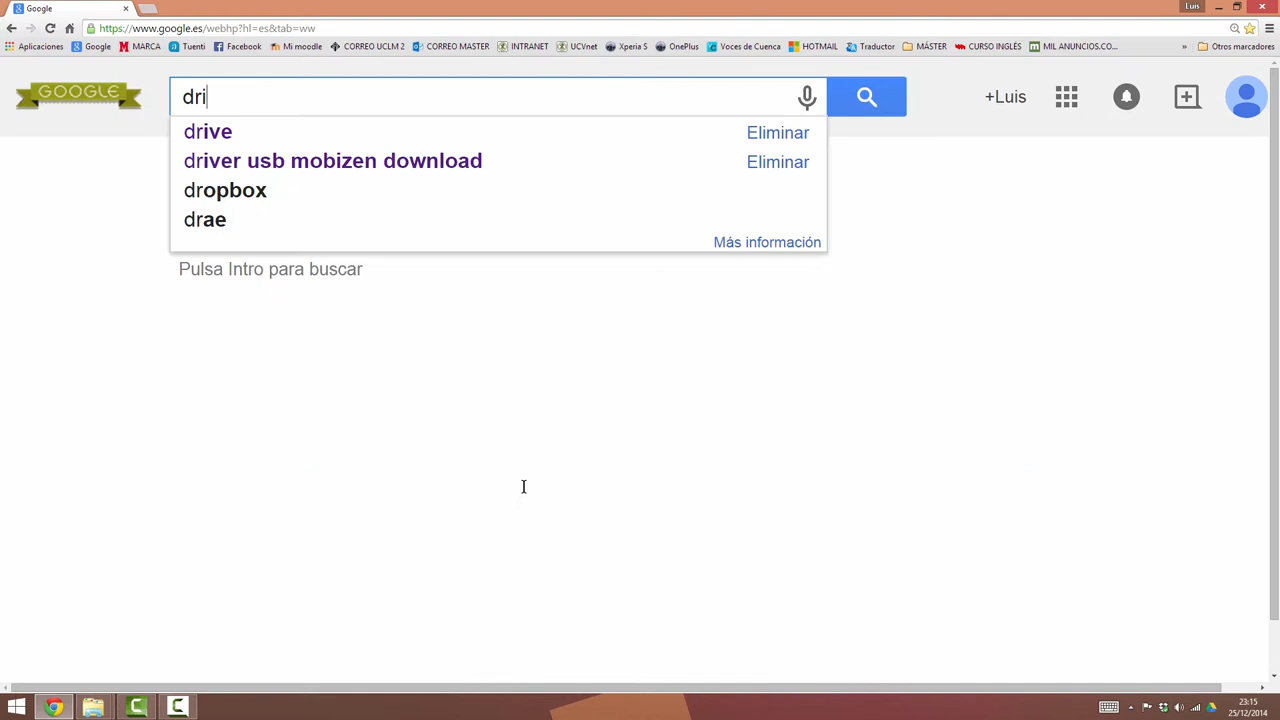 Google
Luis
https://www.google.es/webhp?hl=es&tab=ww
Aplicaciones Google MARCA Tuenti Facebook Mi moodle CORREO UCLM 2 CORREO MASTER INTRANET UCVnet Xperia S OnePlus Voces de Cuenca HOTMAIL Traductor MÁSTER CURSO INGLÉS MIL ANUNCIOS.CO... » Otros marcadores
GOOGLE
dri
+Luis
drive Eliminar
driver usb mobizen download Eliminar
dropbox
drae
Más información
Pulsa Intro para buscar
23:15
25/12/2014